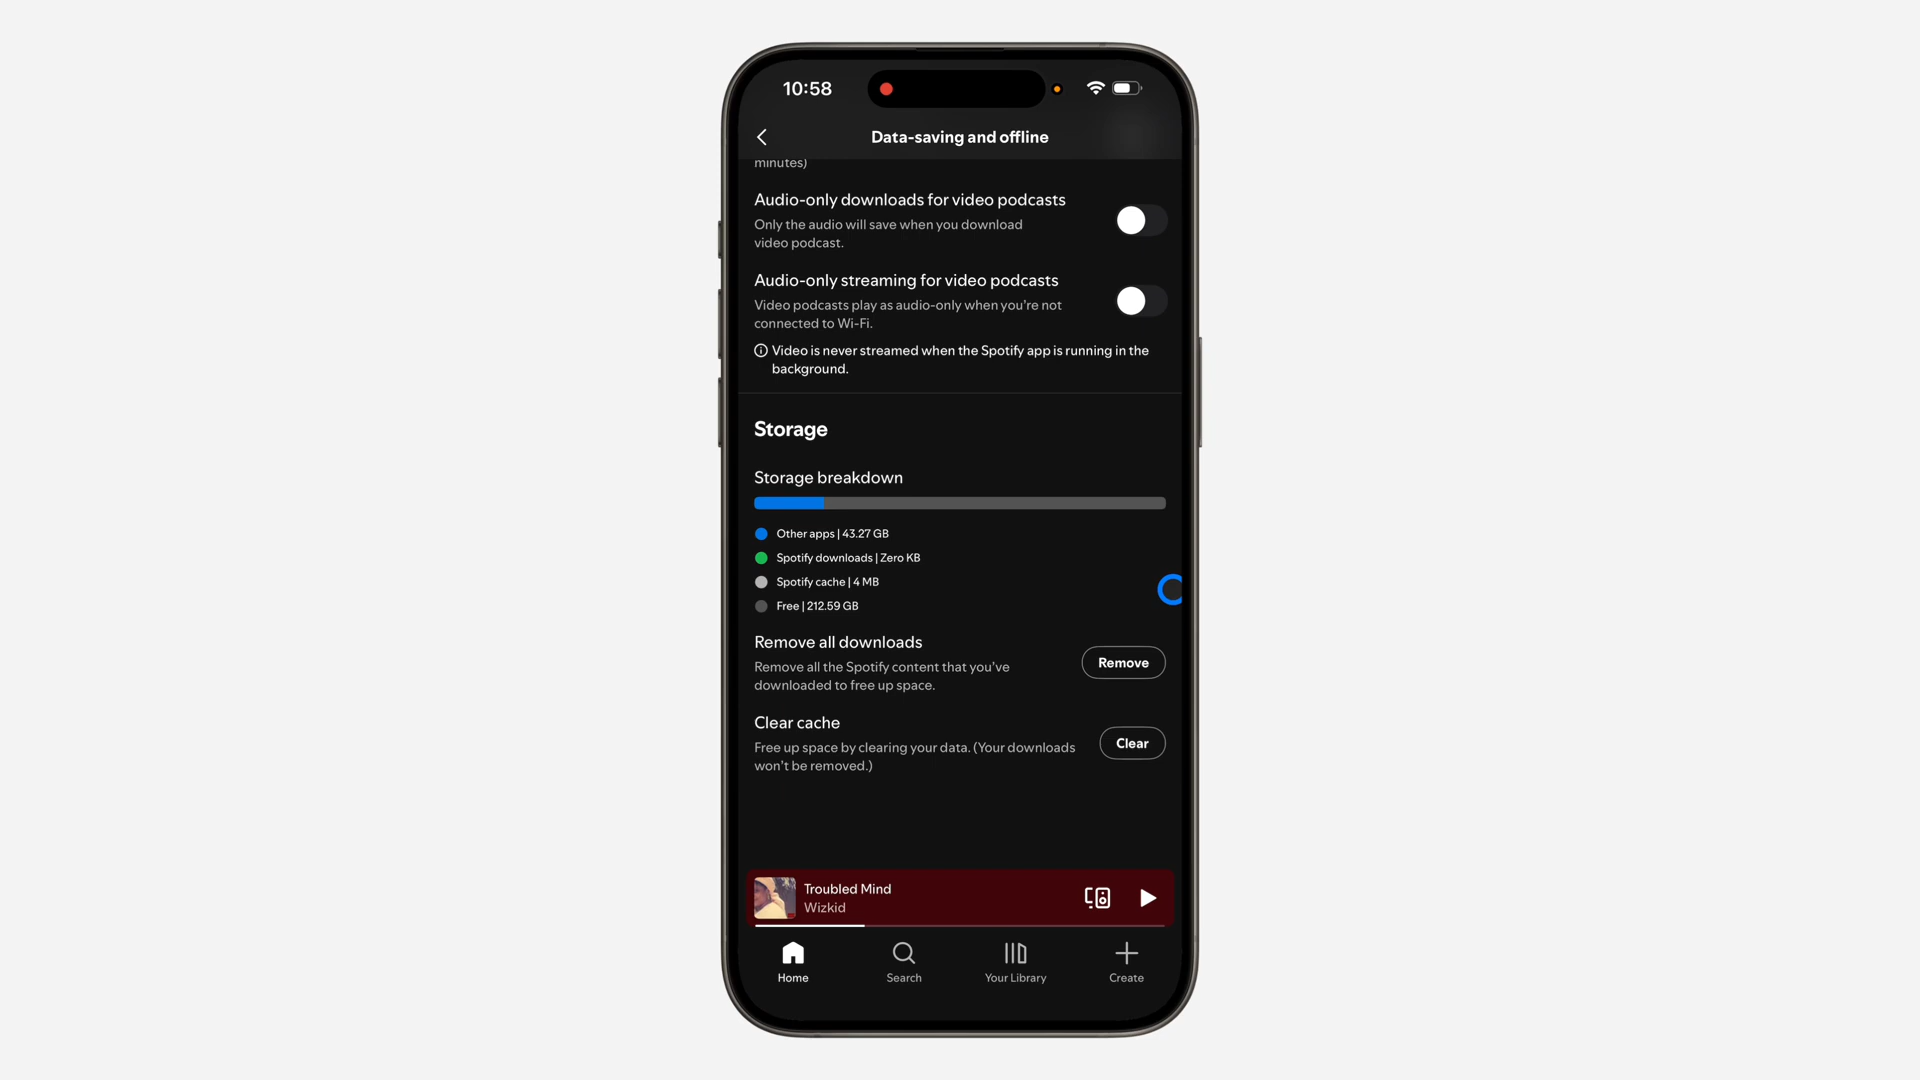 10:58
Data-saving and offline
minutes)
Audio-only downloads for video podcasts
Only the audio will save when you download
video podcast.
Audio-only streaming for video podcasts
Video podcasts play as audio-only when you're not
connected to Wi-Fi.
Video is never streamed when the Spotify app is running in the
background.
Storage
Storage breakdown
Other apps | 43.27 GB
Spotify downloads | Zero KB
Spotify cache | 4 MB
Free | 212.59 GB
Remove all downloads
Remove all the Spotify content that you've
downloaded to free up space.
Remove
Clear cache
Free up space by clearing your data. (Your downloads
won't be removed.)
Clear
Troubled Mind
Wizkid
Home
Search
Your Library
Create